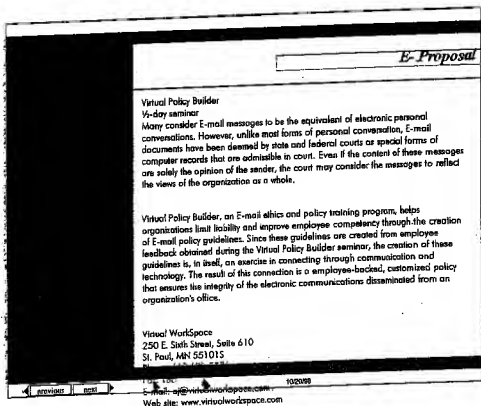 E- Proposal
Virtual Policy Builder
½-day seminar
Many consider E-mail messages to be the equivalent of electronic personal
conversations. However, unlike most forms of personal conversation, E-mail
documents have been deemed by state and federal courts as special forms of
computer records that are admissible in court. Even if the content of these messages
are solely the opinion of the sender, the court may consider the messages to reflect
the views of the organization as a whole.
Virtual Policy Builder, an E-mail ethics and policy training program, helps
organizations limit liability and improve employee competency through the creation
of E-mail policy guidelines. Since these guidelines are created from employee
feedback obtained during the Virtual Policy Builder seminar, the creation of these
guidelines is, in itself, an exercise in connecting through communication and
technology. The result of this connection is a employee-backed, customized policy
that ensures the integrity of the electronic communications disseminated from an
organization's office.
Virtual WorkSpace
250 E. Sixth Street, Suite 610
St. Paul, MN 55101S
previous next
10/20/98
E-mail: aj@virtualworkspace.com
Web site: www.virtualworkspace.com